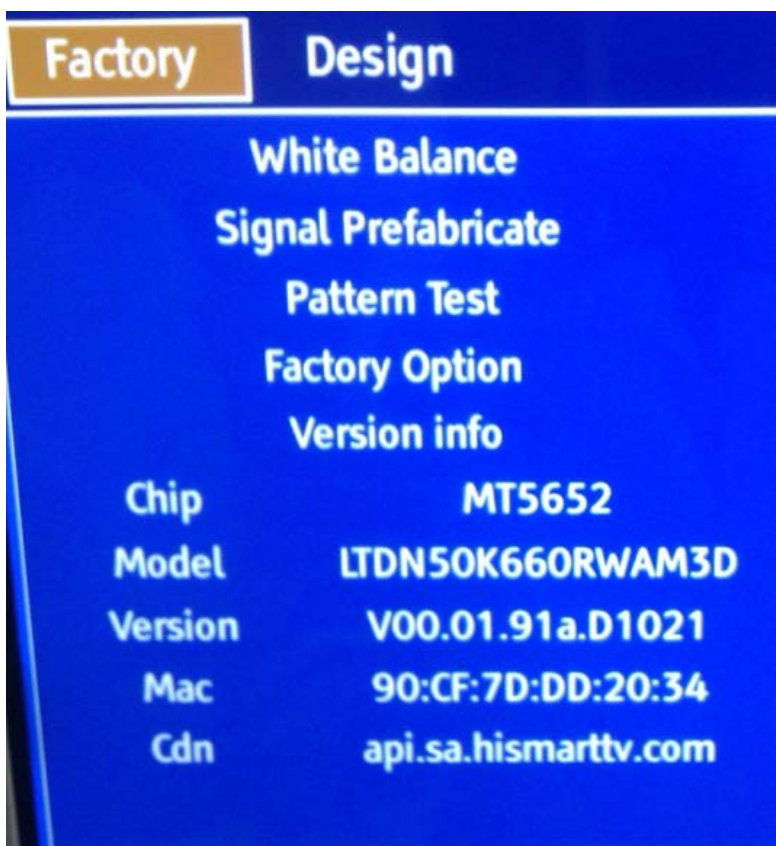 Factory Design
White Balance
Signal Prefabricate
Pattern Test
Factory Option
Version info
Chip MT5652
Model LTDN50K660RWAM3D
Version V00.01.91a.D1021
Mac 90:CF:7D:DD:20:34
Cdn api.sa.hismarttv.com